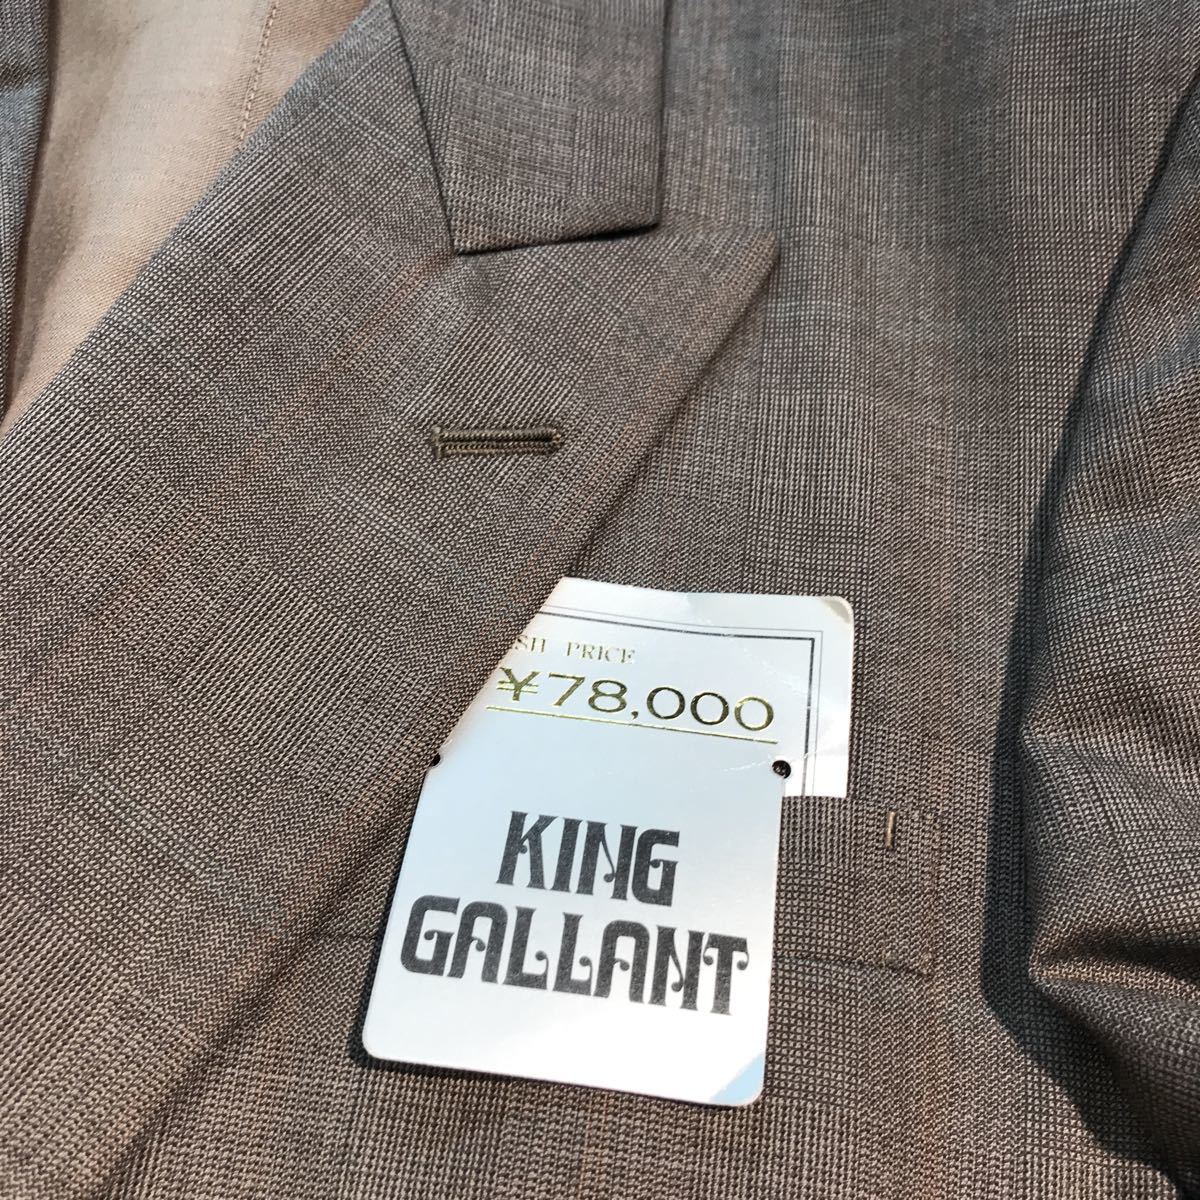 SH PRICE
¥78,000
KING
GALLANT